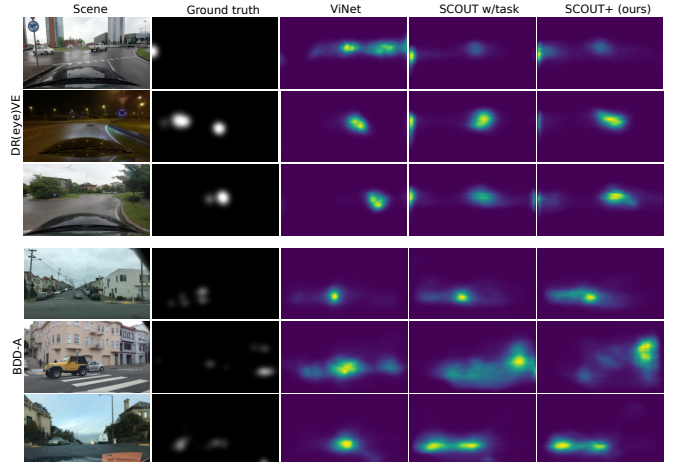 Scene Ground truth ViNet SCOUT w/task SCOUT+ (ours)
DR(eye)VE
BDD-A